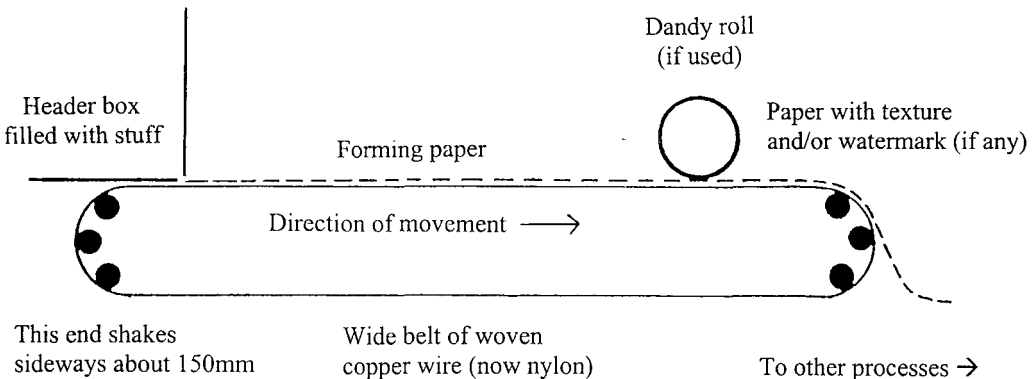 Dandy roll
(if used)
Header box
filled with stuff
Paper with texture
and/or watermark (if any)
Forming paper
Direction of movement →
This end shakes
sideways about 150mm
Wide belt of woven
copper wire (now nylon)
To other processes →